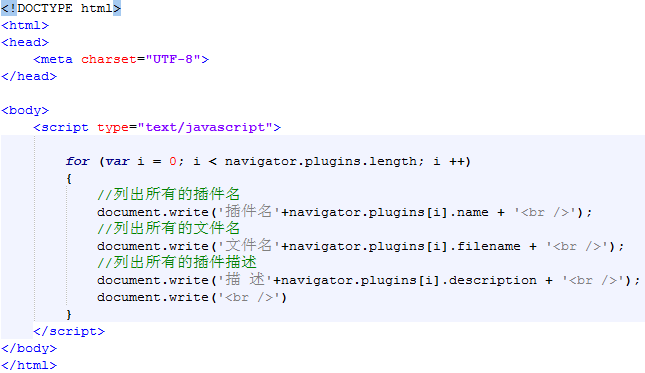 <!DOCTYPE html>
<html>
<head>
    <meta charset="UTF-8">
</head>

<body>
    <script type="text/javascript">

        for (var i = 0; i < navigator.plugins.length; i ++)
        {
            //列出所有的插件名
            document.write('插件名'+navigator.plugins[i].name + '<br />');
            //列出所有的文件名
            document.write('文件名'+navigator.plugins[i].filename + '<br />');
            //列出所有的插件描述
            document.write('描 述'+navigator.plugins[i].description + '<br />');
            document.write('<br />')
        }
    </script>
</body>
</html>